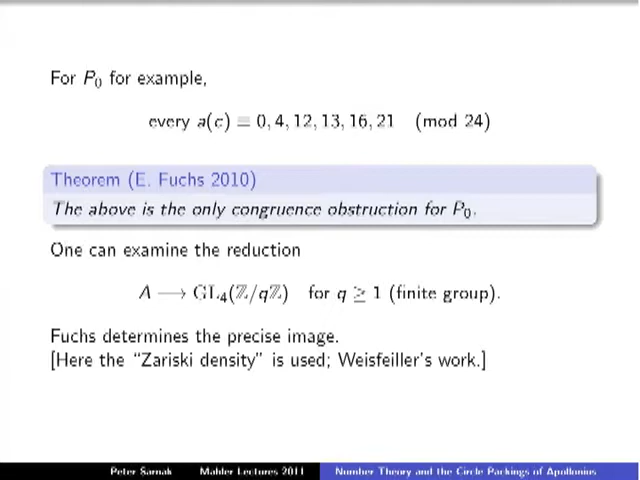 For P₀ for example,
every a(c) ≡ 0, 4, 12, 13, 16, 21 (mod 24)
Theorem (E. Fuchs 2010)
The above is the only congruence obstruction for P₀.
One can examine the reduction
A ⟶ GL₄(ℤ/qℤ) for q ≥ 1 (finite group).
Fuchs determines the precise image.
[Here the “Zariski density” is used; Weisfeiller's work.]
Peter Sarnak Mahler Lectures 2011 Number Theory and the Circle Packings of Apollonius